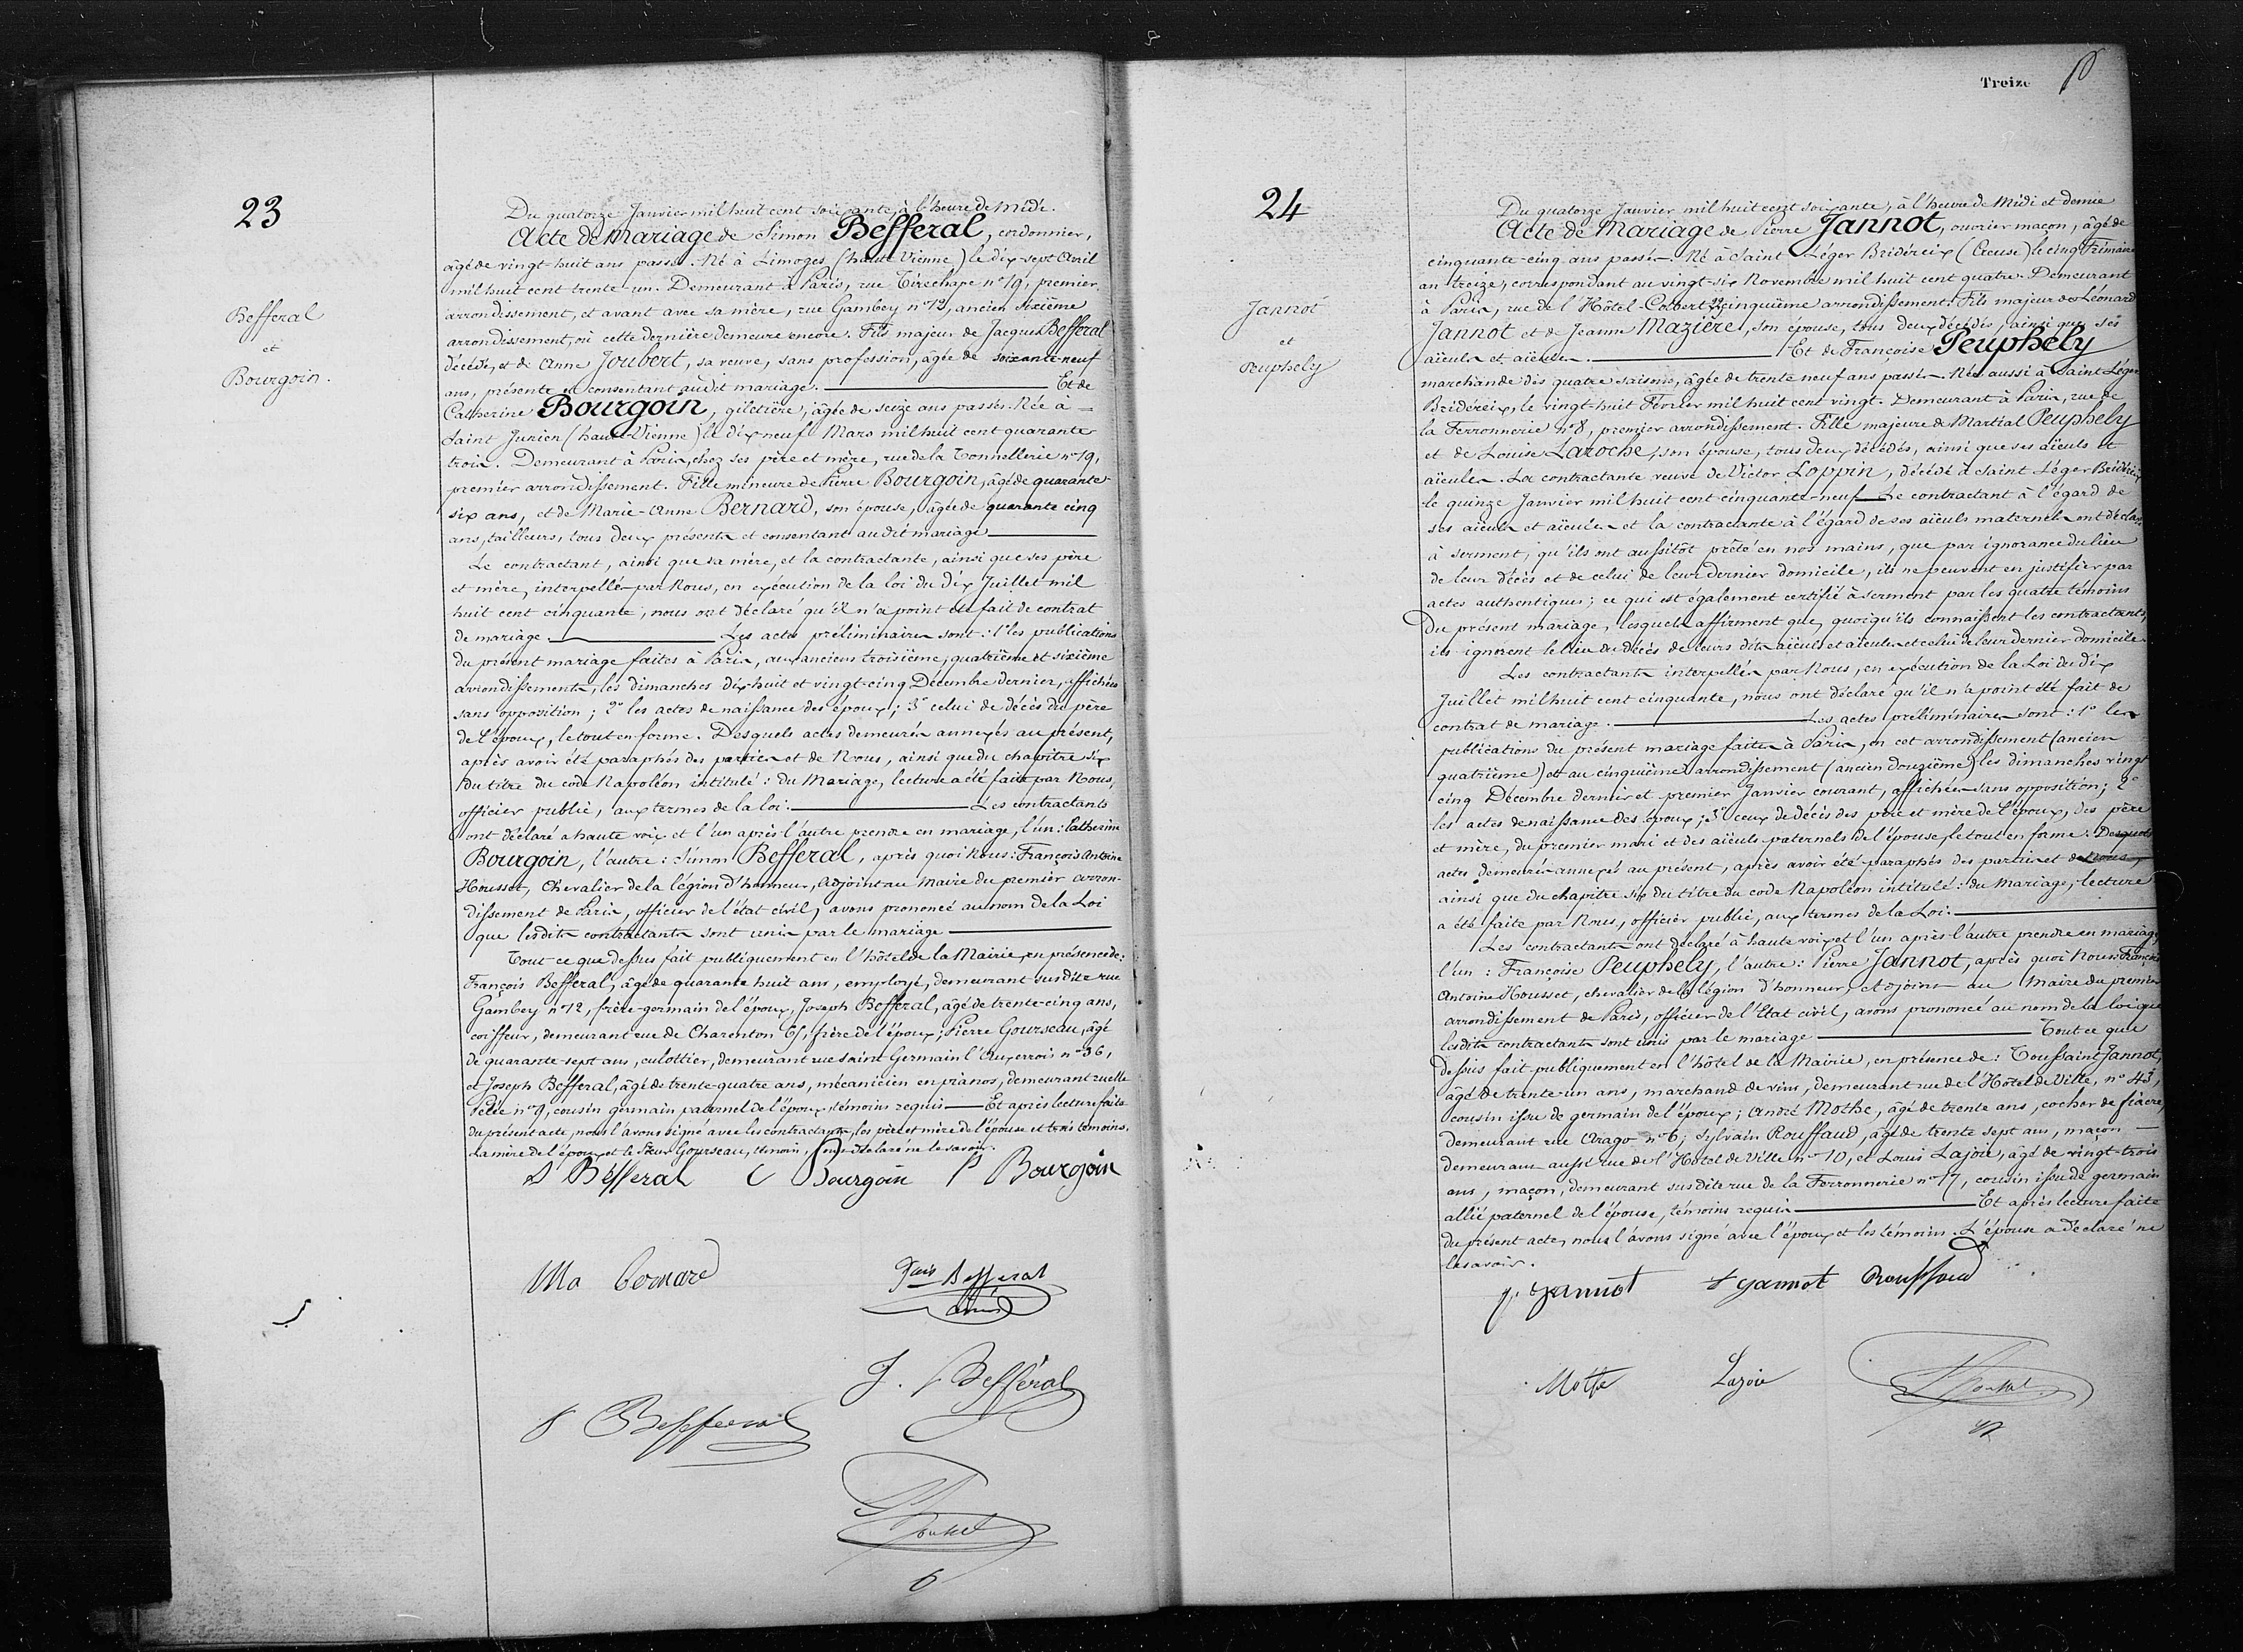 23
Befferal
et
Bourgoin.
Du quatorze Janvier mil huit cent soixante, à l'heure de Midi.
Acte de Mariage de Simon Befferal, cordonnier,
âgé de vingt-huit ans passés. Né à Limoges (haute Vienne) le dix-sept Avril
mil huit cent trente-un. Demeurant à Paris, rue Tirechape n° 19, premier
arrondissement, et avant avec sa mère, rue Gambey n° 12, ancien sixième
arrondissement, où cette dernière demeure encore. Fils majeur de Jacques Befferal
décédé, et de Anne Joubert, sa veuve, sans profession, âgée de soixante-neuf
ans, présente et consentant audit mariage. Et de
Catherine Bourgoin, giletière, âgée de seize ans passés. Née à
Saint Junien (haute Vienne) le dix-neuf Mars mil huit cent quarante
trois. Demeurant à Paris, chez ses père et mère, rue de la Tonnellerie n° 19,
premier arrondissement. Fille mineure de Pierre Bourgoin, âgé de quarante
six ans, et de Marie-Anne Bernard, son épouse, âgée de quarante cinq
ans, tailleurs, tous deux présents et consentant audit mariage
Le contractant, ainsi que sa mère, et la contractante, ainsi que ses père
et mère, interpellés par Nous, en exécution de la loi du dix Juillet mil
huit cent cinquante, nous ont déclaré qu'il n'a point été fait de contrat
de mariage. Les actes préliminaires sont : 1° les publications
du présent mariage faites à Paris, aux anciens troisième, quatrième et sixième
arrondissements, les dimanches dix-huit et vingt-cinq Décembre dernier, affichées
sans opposition ; 2° les actes de naissance des époux ; 3° celui de décès du père
de l'époux, le tout en forme. Desquels actes demeurés annexés au présent,
après avoir été paraphés des parties et de Nous, ainsi que du chapitre six
du titre du code Napoléon intitulé : du Mariage, lecture a été faite par Nous,
officier public, aux termes de la loi. Les contractants
ont déclaré a haute voix et l'un après l'autre prendre en mariage, l'un : Catherine
Bourgoin, l'autre : Simon Befferal, après quoi Nous : François Antoine
Housset, Chevalier de la légion d'honneur, Adjoint au Maire du premier arron-
dissement de Paris, officier de l'état civil, avons prononcé au nom de la Loi
que lesdits contractants sont unis par le mariage
Tout ce que dessus fait publiquement en l'hôtel de la Mairie, en présence de :
François Befferal, âgé de quarante huit ans, employé, demeurant susdite rue
Gambey n° 12, frère germain de l'époux, Joseph Befferal, âgé de trente-cinq ans,
coiffeur, demeurant rue de Charenton 65, frère de l'époux ; Pierre Gourseau, âgé
de quarante-sept ans, culottier, demeurant rue Saint Germain l'Auxerrois n° 36,
et Joseph Befferal, âgé de trente-quatre ans, mécanicien en pianos, demeurant ruelle
Pelée n° 9, cousin germain paternel de l'époux, témoins requis Et après lecture faite
du présent acte, nous l'avons signé avec les contractants, les père et mère de l'épouse et trois témoins.
La mère de l'époux et le Sieur Gourseau, témoin, ont déclaré ne le savoir.
S Befferal C Bourgoin P Bourgoin
Ma bernard
Fçois Befferal
ainé
J. Befféral
J Befferal
Housset
Treize
24
Jannot
et
Peuphely
Du quatorze Janvier mil huit cent soixante, à l'heure de Midi et demie
Acte de Mariage de Pierre Jannot, ouvrier maçon, âgé de
cinquante-cinq ans passés. Né à Saint Léger Bridéreix (Creuse) le cinq Frimaire
an treize, correspondant au vingt-six Novembre mil huit cent quatre. Demeurant
à Paris, rue de l'Hôtel-Colbert cinquième arrondissement. Fils majeur des Léonard
Jannot et de Jeanne Mazière, son épouse, tous deux décédés, ainsi que ses
aïeuls et aïeules. Et de Françoise Peuphely
marchande des quatre saisons, âgée de trente neuf ans passés. Née aussi à Saint Léger
Bridéreix, le vingt-huit Février mil huit cent vingt. Demeurant à Paris, rue de
la Ferronnerie n° 8, premier arrondissement. Fille majeure de Martial Peuphely
et de Louise Laroche, son épouse, tous deux décédés, ainsi que ses aïeuls et
aïeules. La contractante veuve de Victor Loppin, décédé à Saint Léger Bridéreix
le quinze Janvier mil huit cent cinquante-neuf Le contractant à l'égard de
ses aïeuls et aïeules et la contractante à l'égard de ses aïeuls maternels ont déclaré
à serment, qu'ils ont aussitôt prêté en nos mains, que par ignorance du lieu
de leur décès et de celui de leur dernier domicile, ils ne peuvent en justifier par
actes authentiques ; ce qui est également certifié à serment par les quatre témoins
du présent mariage, lesquels affirment que, quoiqu'ils connaissent les contractants,
ils ignorent le lieu du décès de leurs dits aïeuls et aïeules et celui de leur dernier domicile
Les contractants interpellés par Nous, en exécution de la Loi du dix
Juillet mil huit cent cinquante, nous ont déclaré qu'il n'a point été fait de
contrat de mariage. Les actes préliminaires sont : 1° les
publications du présent mariage faites à Paris, en cet arrondissement (ancien
quatrième) et au cinquième arrondissement (ancien douzième) les dimanches vingt
cinq Décembre dernier et premier Janvier courant, affichées sans opposition ; 2°
les actes de naissance des époux ; 3° ceux de décès des père et mère de l'époux, des père
et mère, du premier mari et des aïeuls paternels de l'épouse, le tout en forme. Desquels
actes demeurés annexés au présent, après avoir été paraphés des parties et de Nous
ainsi que du chapitre six du titre du code Napoléon intitulé : du Mariage, lecture
a été faite par Nous, officier public, aux termes de la Loi.
Les contractants ont déclaré à haute voix et l'un après l'autre prendre en mariage,
l'un : Françoise Peuphely, l'autre : Pierre Jannot, après quoi Nous : François
Antoine Housset, chevalier de la légion d'honneur, Adjoint au Maire du premier
arrondissement de Paris, officier de l'Etat civil, avons prononcé au nom de la loi que
lesdits contractants sont unis par le mariage Tout ce que
dessus fait publiquement en l'hôtel de la Mairie, en présence de : Toussaint Jannot,
âgé de trente-un ans, marchand de vins, demeurant rue de l'Hôtel de Ville, n° 43,
cousin issu de germain de l'époux ; André Mothe, âgé de trente ans, cocher de fiacre,
demeurant rue Arago n° 6 ; Sylvain Rouffaud, âgé de trente sept ans, maçon
demeurant aussi rue de l'Hôtel de Ville n° 10, et Louis Lajoie, âgé de vingt-trois
ans, maçon, demeurant susdite rue de la Ferronnerie n° 17, cousin issu de germain
allié paternel de l'épouse, témoins requis Et après lecture faite
du présent acte, nous l'avons signé avec l'époux et les témoins. L'épouse a déclaré ne
le savoir.
P. Jannot T Jannot Rouffaud
Mothe Lajoie Housset